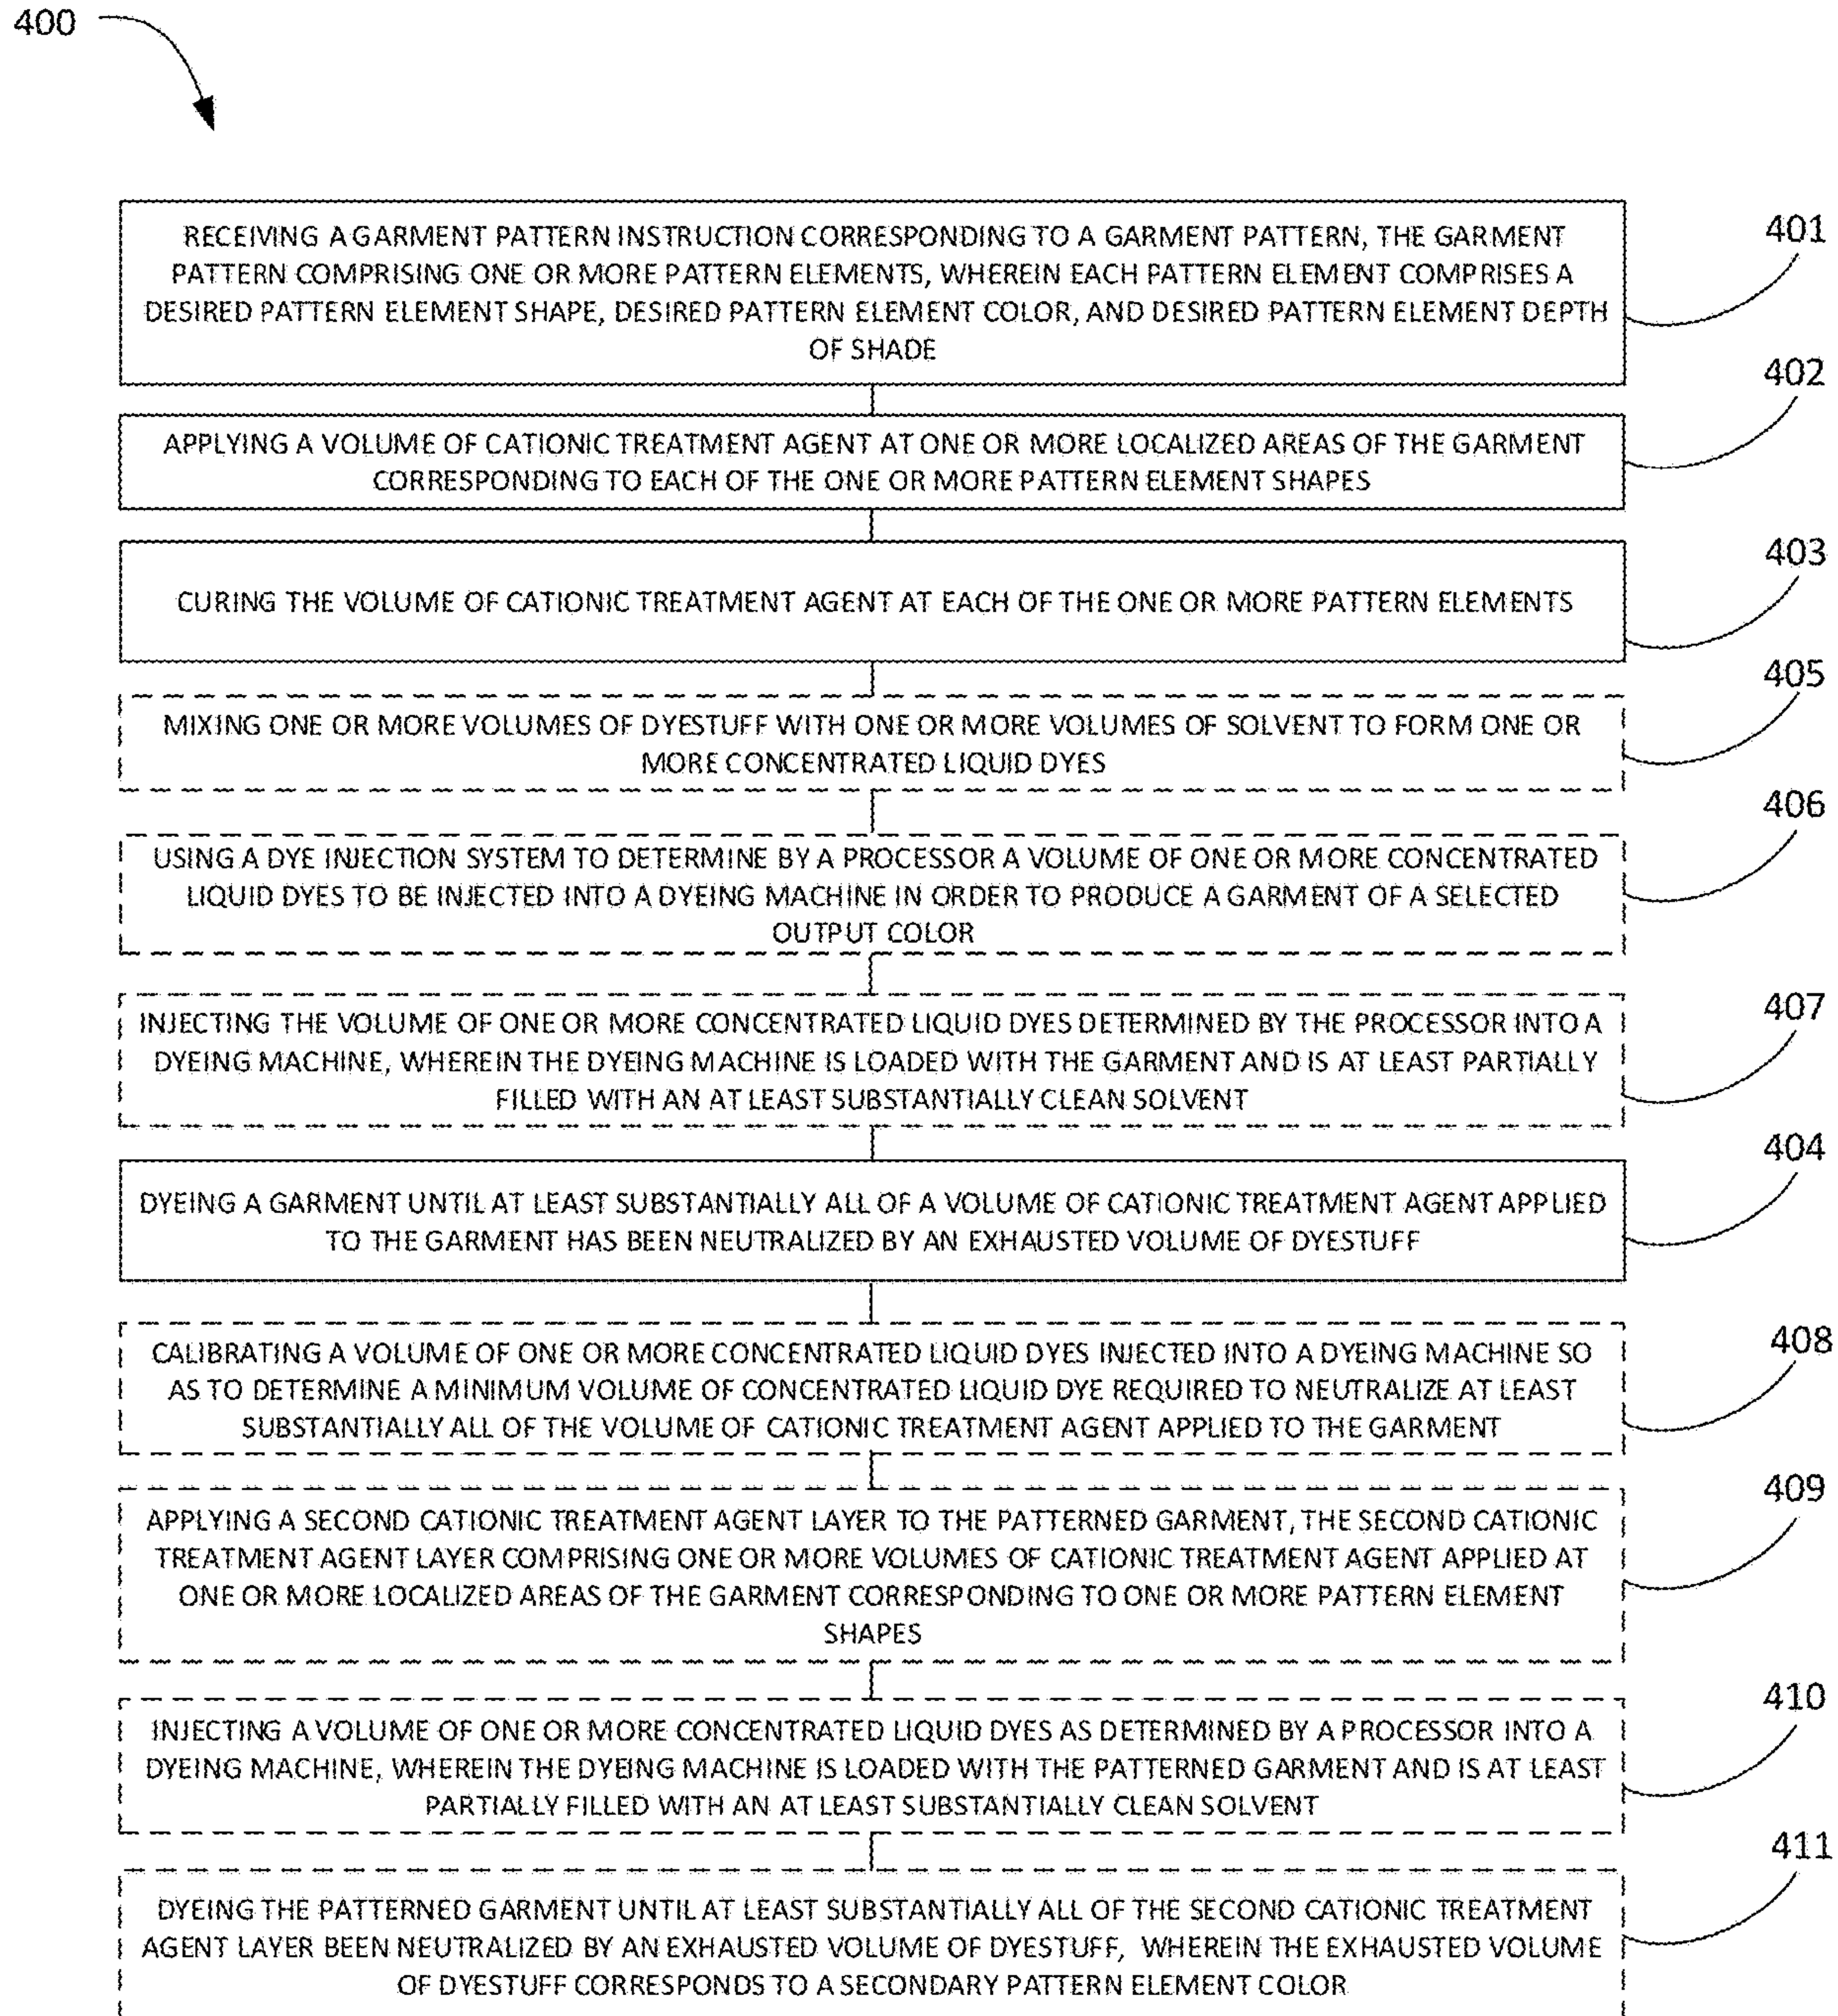 400
RECEIVING A GARMENT PATTERN INSTRUCTION CORRESPONDING TO A GARMENT PATTERN, THE GARMENT
PATTERN COMPRISING ONE OR MORE PATTERN ELEMENTS, WHEREIN EACH PATTERN ELEMENT COMPRISES A
DESIRED PATTERN ELEMENT SHAPE, DESIRED PATTERN ELEMENT COLOR, AND DESIRED PATTERN ELEMENT DEPTH
OF SHADE
401
APPLYING A VOLUME OF CATIONIC TREATMENT AGENT AT ONE OR MORE LOCALIZED AREAS OF THE GARMENT
CORRESPONDING TO EACH OF THE ONE OR MORE PATTERN ELEMENT SHAPES
402
CURING THE VOLUME OF CATIONIC TREATMENT AGENT AT EACH OF THE ONE OR MORE PATTERN ELEMENTS
403
MIXING ONE OR MORE VOLUMES OF DYESTUFF WITH ONE OR MORE VOLUMES OF SOLVENT TO FORM ONE OR
MORE CONCENTRATED LIQUID DYES
405
USING A DYE INJECTION SYSTEM TO DETERMINE BY A PROCESSOR A VOLUME OF ONE OR MORE CONCENTRATED
LIQUID DYES TO BE INJECTED INTO A DYEING MACHINE IN ORDER TO PRODUCE A GARMENT OF A SELECTED
OUTPUT COLOR
406
INJECTING THE VOLUME OF ONE OR MORE CONCENTRATED LIQUID DYES DETERMINED BY THE PROCESSOR INTO A
DYEING MACHINE, WHEREIN THE DYEING MACHINE IS LOADED WITH THE GARMENT AND IS AT LEAST PARTIALLY
FILLED WITH AN AT LEAST SUBSTANTIALLY CLEAN SOLVENT
407
DYEING A GARMENT UNTIL AT LEAST SUBSTANTIALLY ALL OF A VOLUME OF CATIONIC TREATMENT AGENT APPLIED
TO THE GARMENT HAS BEEN NEUTRALIZED BY AN EXHAUSTED VOLUME OF DYESTUFF
404
CALIBRATING A VOLUME OF ONE OR MORE CONCENTRATED LIQUID DYES INJECTED INTO A DYEING MACHINE SO
AS TO DETERMINE A MINIMUM VOLUME OF CONCENTRATED LIQUID DYE REQUIRED TO NEUTRALIZE AT LEAST
SUBSTANTIALLY ALL OF THE VOLUME OF CATIONIC TREATMENT AGENT APPLIED TO THE GARMENT
408
APPLYING A SECOND CATIONIC TREATMENT AGENT LAYER TO THE PATTERNED GARMENT, THE SECOND CATIONIC
TREATMENT AGENT LAYER COMPRISING ONE OR MORE VOLUMES OF CATIONIC TREATMENT AGENT APPLIED AT
ONE OR MORE LOCALIZED AREAS OF THE GARMENT CORRESPONDING TO ONE OR MORE PATTERN ELEMENT
SHAPES
409
INJECTING A VOLUME OF ONE OR MORE CONCENTRATED LIQUID DYES AS DETERMINED BY A PROCESSOR INTO A
DYEING MACHINE, WHEREIN THE DYEING MACHINE IS LOADED WITH THE PATTERNED GARMENT AND IS AT LEAST
PARTIALLY FILLED WITH AN AT LEAST SUBSTANTIALLY CLEAN SOLVENT
410
DYEING THE PATTERNED GARMENT UNTIL AT LEAST SUBSTANTIALLY ALL OF THE SECOND CATIONIC TREATMENT
AGENT LAYER BEEN NEUTRALIZED BY AN EXHAUSTED VOLUME OF DYESTUFF, WHEREIN THE EXHAUSTED VOLUME
OF DYESTUFF CORRESPONDS TO A SECONDARY PATTERN ELEMENT COLOR
411